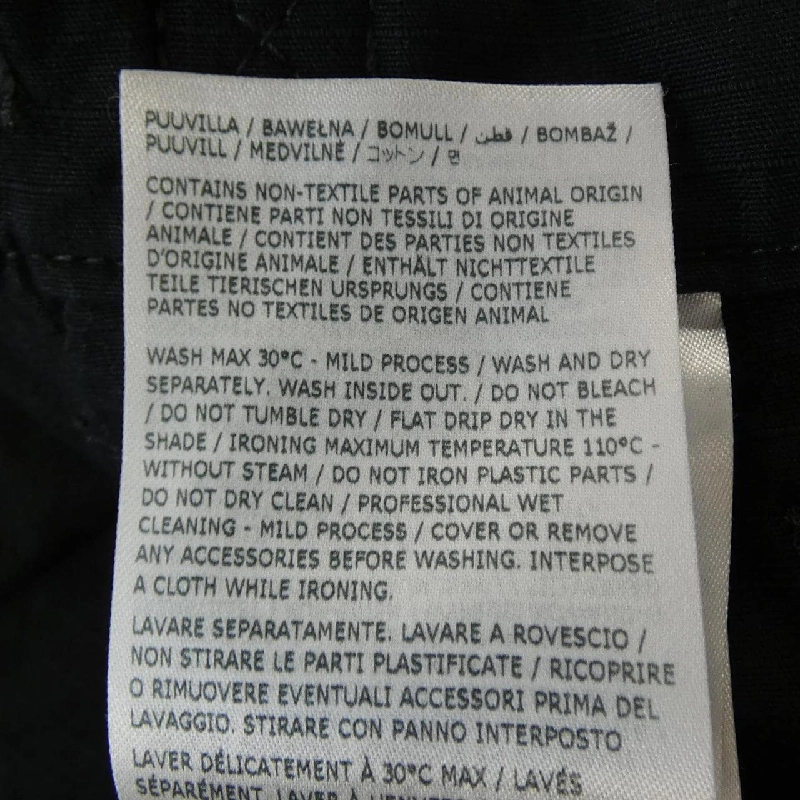 PUUVILLA / BAWEŁNA / BOMULL / قطن / BOMBAŽ /
PUUVILL / MEDVILNĖ / コットン / 면
CONTAINS NON-TEXTILE PARTS OF ANIMAL ORIGIN
/ CONTIENE PARTI NON TESSILI DI ORIGINE
ANIMALE / CONTIENT DES PARTIES NON TEXTILES
D'ORIGINE ANIMALE / ENTHÄLT NICHTTEXTILE
TEILE TIERISCHEN URSPRUNGS / CONTIENE
PARTES NO TEXTILES DE ORIGEN ANIMAL
WASH MAX 30°C - MILD PROCESS / WASH AND DRY
SEPARATELY. WASH INSIDE OUT. / DO NOT BLEACH
/ DO NOT TUMBLE DRY / FLAT DRIP DRY IN THE
SHADE / IRONING MAXIMUM TEMPERATURE 110°C -
WITHOUT STEAM / DO NOT IRON PLASTIC PARTS /
DO NOT DRY CLEAN / PROFESSIONAL WET
CLEANING - MILD PROCESS / COVER OR REMOVE
ANY ACCESSORIES BEFORE WASHING. INTERPOSE
A CLOTH WHILE IRONING.
LAVARE SEPARATAMENTE. LAVARE A ROVESCIO /
NON STIRARE LE PARTI PLASTIFICATE / RICOPRIRE
O RIMUOVERE EVENTUALI ACCESSORI PRIMA DEL
LAVAGGIO. STIRARE CON PANNO INTERPOSTO
LAVER DÉLICATEMENT À 30°C MAX / LAVÉS
SÉPARÉMENT. LAVER À